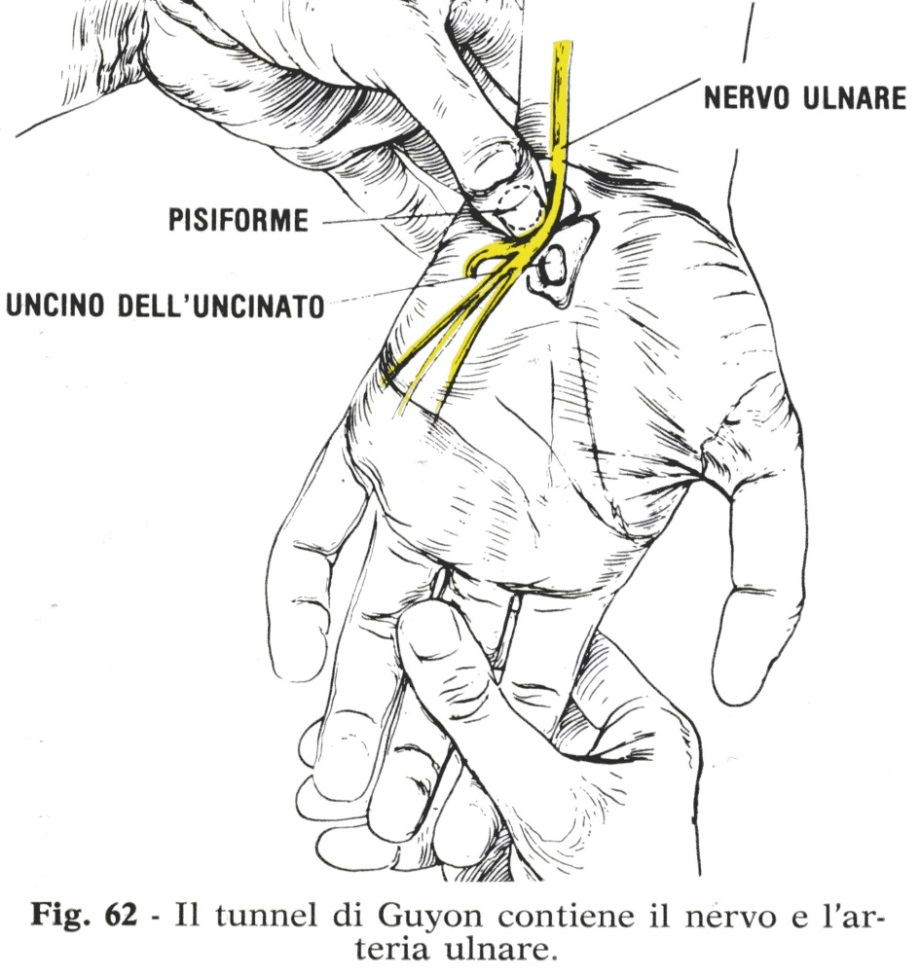 NERVO ULNARE
PISIFORME
UNCINO DELL'UNCINATO
Fig. 62 - Il tunnel di Guyon contiene il nervo e l'ar-
teria ulnare.